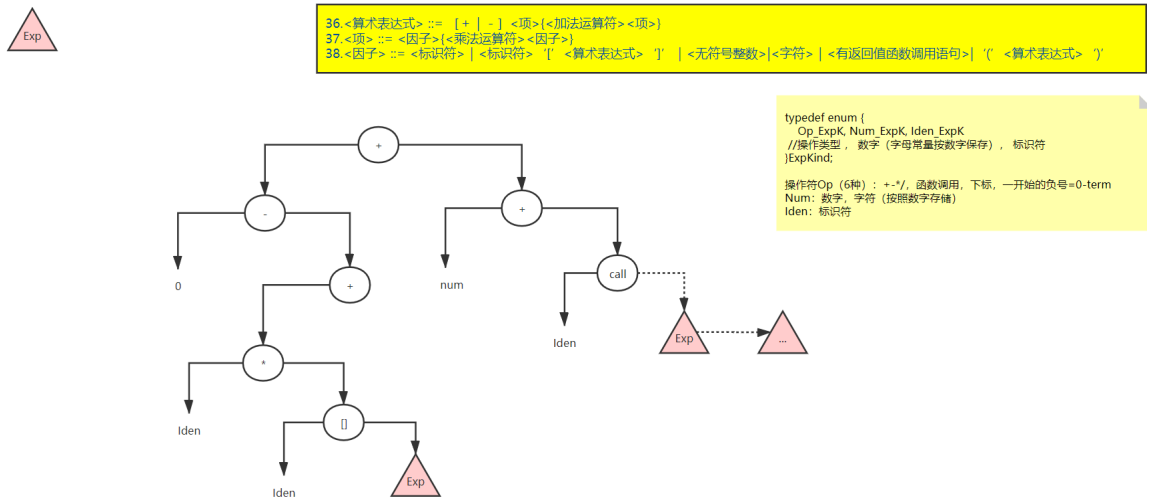 Exp
36.<算术表达式> ::= [ + | - ] <项>{<加法运算符><项>}
37.<项> ::= <因子>{<乘法运算符><因子>}
38.<因子> ::= <标识符> | <标识符> ‘[’ <算术表达式> ‘]’ | <无符号整数>|<字符> | <有返回值函数调用语句>| ‘(’ <算术表达式> ‘)’
typedef enum {
Op_ExpK, Num_ExpK, Iden_ExpK
//操作类型 ， 数字（字母常量按数字保存）， 标识符
}ExpKind;
操作符Op（6种）：+-*/，函数调用，下标，一开始的负号=0-term
Num：数字，字符（按照数字存储）
Iden：标识符
+
-
+
0
+
num
call
*
Iden
Exp
...
Iden
[]
Iden
Exp